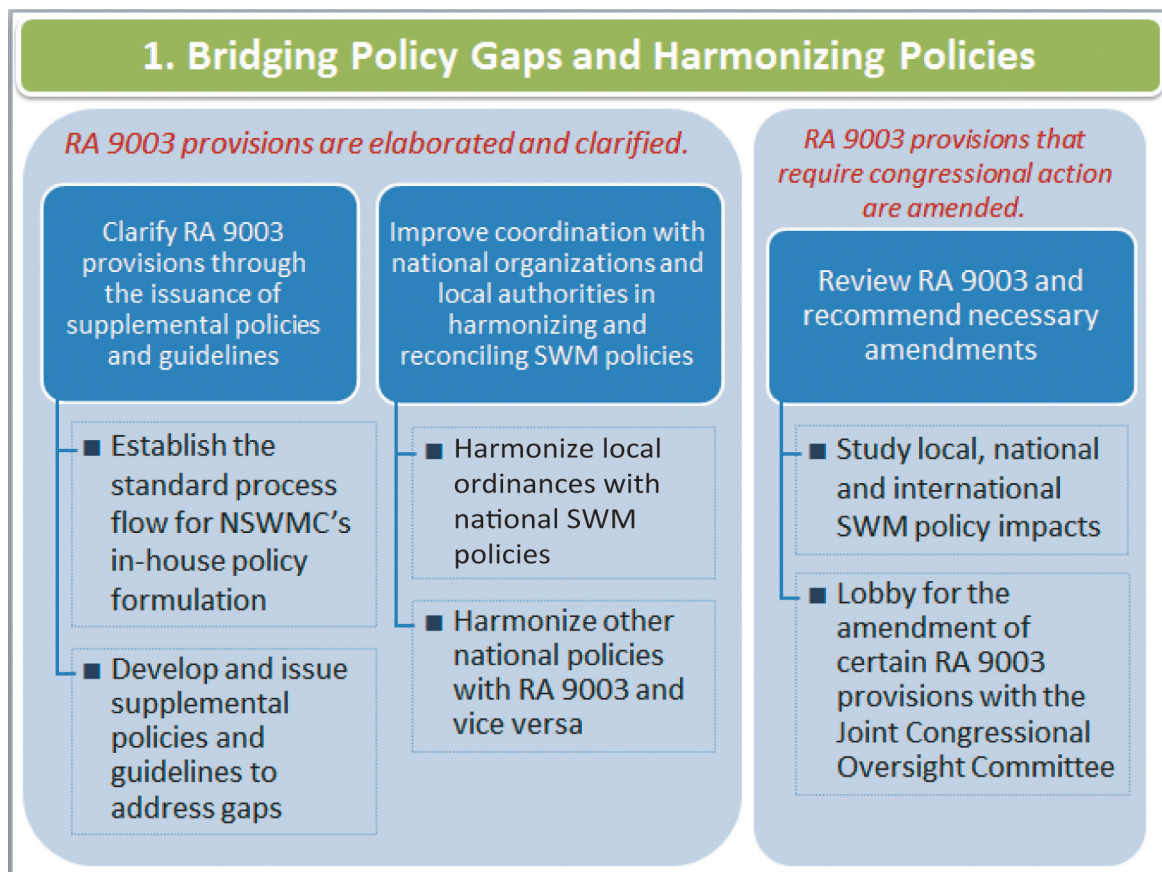 1. Bridging Policy Gaps and Harmonizing Policies
RA 9003 provisions are elaborated and clarified.
Clarify RA 9003
provisions through
the issuance of
supplemental policies
and guidelines
■ Establish the
standard process
flow for NSWMC's
in-house policy
formulation
■ Develop and issue
supplemental
policies and
guidelines to
address gaps
Improve coordination with
national organizations and
local authorities in
harmonizing and
reconciling SWM policies
■ Harmonize local
ordinances with
national SWM
policies
■ Harmonize other
national policies
with RA 9003 and
vice versa
RA 9003 provisions that
require congressional action
are amended.
Review RA 9003 and
recommend necessary
amendments
■ Study local, national
and international
SWM policy impacts
■ Lobby for the
amendment of
certain RA 9003
provisions with the
Joint Congressional
Oversight Committee